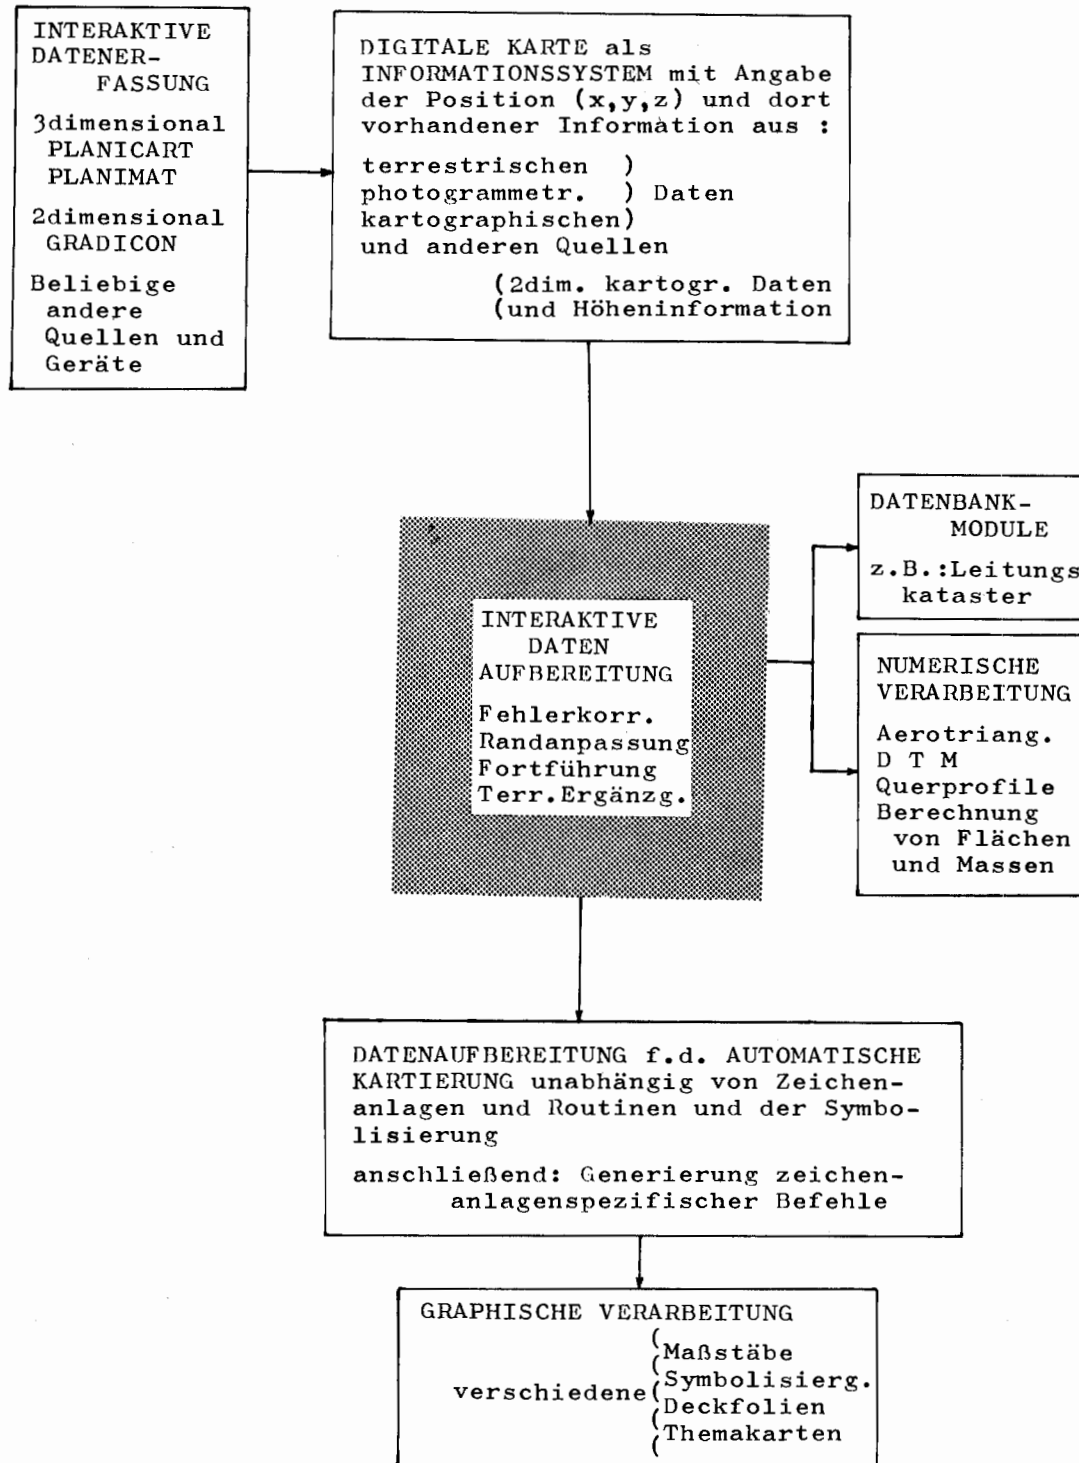 INTERAKTIVE
DATENER-
FASSUNG
3dimensional
PLANICART
PLANIMAT
2dimensional
GRADICON
Beliebige
andere
Quellen und
Geräte
DIGITALE KARTE als
INFORMATIONSSYSTEM mit Angabe
der Position (x,y,z) und dort
vorhandener Information aus :
terrestrischen )
photogrammetr. ) Daten
kartographischen)
und anderen Quellen
(2dim. kartogr. Daten
(und Höheninformation
INTERAKTIVE
DATEN
AUFBEREITUNG
Fehlerkorr.
Randanpassung
Fortführung
Terr.Ergänzg.
DATENBANK-
MODULE
z.B.:Leitungs
kataster
NUMERISCHE
VERARBEITUNG
Aerotriang.
D T M
Querprofile
Berechnung
von Flächen
und Massen
DATENAUFBEREITUNG f.d. AUTOMATISCHE
KARTIERUNG unabhängig von Zeichen-
anlagen und Routinen und der Symbo-
lisierung
anschließend: Generierung zeichen-
anlagenspezifischer Befehle
GRAPHISCHE VERARBEITUNG
(
(Maßstäbe
(Symbolisierg.
verschiedene(
(Deckfolien
(Themakarten
(